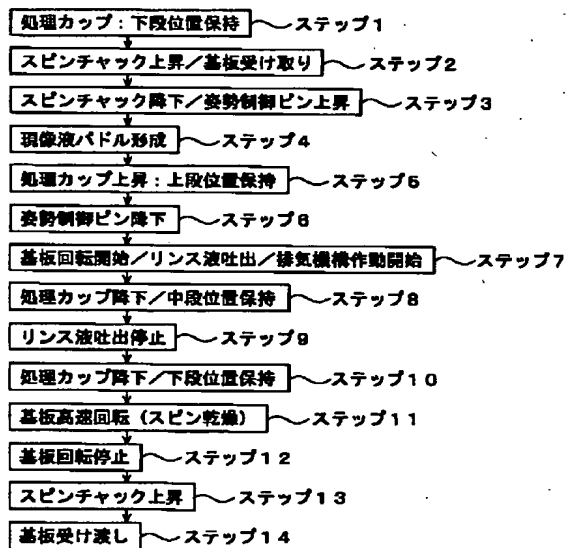 処理カップ：下段位置保持 ステップ1
スピンチャック上昇／基板受け取り ステップ2
スピンチャック降下／姿勢制御ピン上昇 ステップ3
現像液パドル形成 ステップ4
処理カップ上昇：上段位置保持 ステップ5
姿勢制御ピン降下 ステップ6
基板回転開始／リンス液吐出／排気機構作動開始 ステップ7
処理カップ降下／中段位置保持 ステップ8
リンス液吐出停止 ステップ9
処理カップ降下／下段位置保持 ステップ10
基板高速回転（スピン乾燥） ステップ11
基板回転停止 ステップ12
スピンチャック上昇 ステップ13
基板受け渡し ステップ14